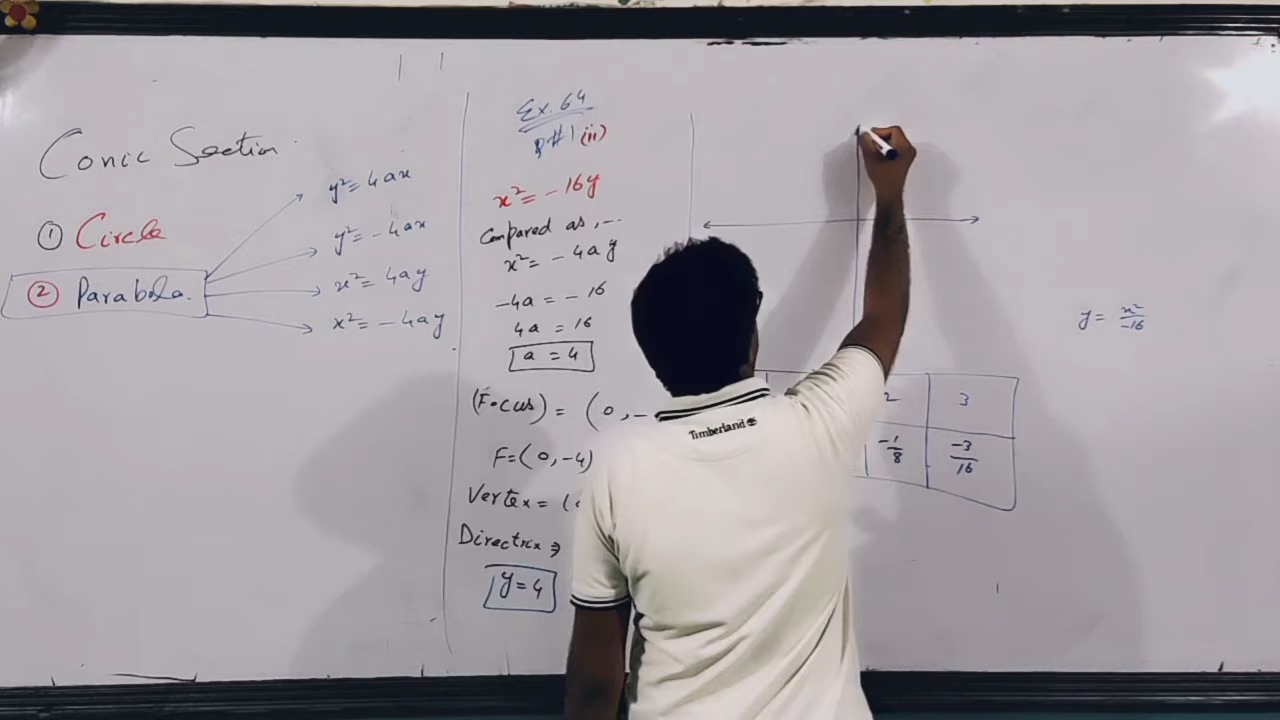 Conic Section
① Circle
② Parabola.
y²=4ax
y²=-4ax
x²=4ay
x²=-4ay
Ex. 6.4
Q#1(ii)
x²=-16y
Compared as,--
x²=-4ay
-4a=-16
4a=16
a=4
(Focus) = (0,-
F=(0,-4)
Vertex = (
Directrix ⇒
y=4
2 3
-1/8 -3/16
y = x²/-16
Timberland